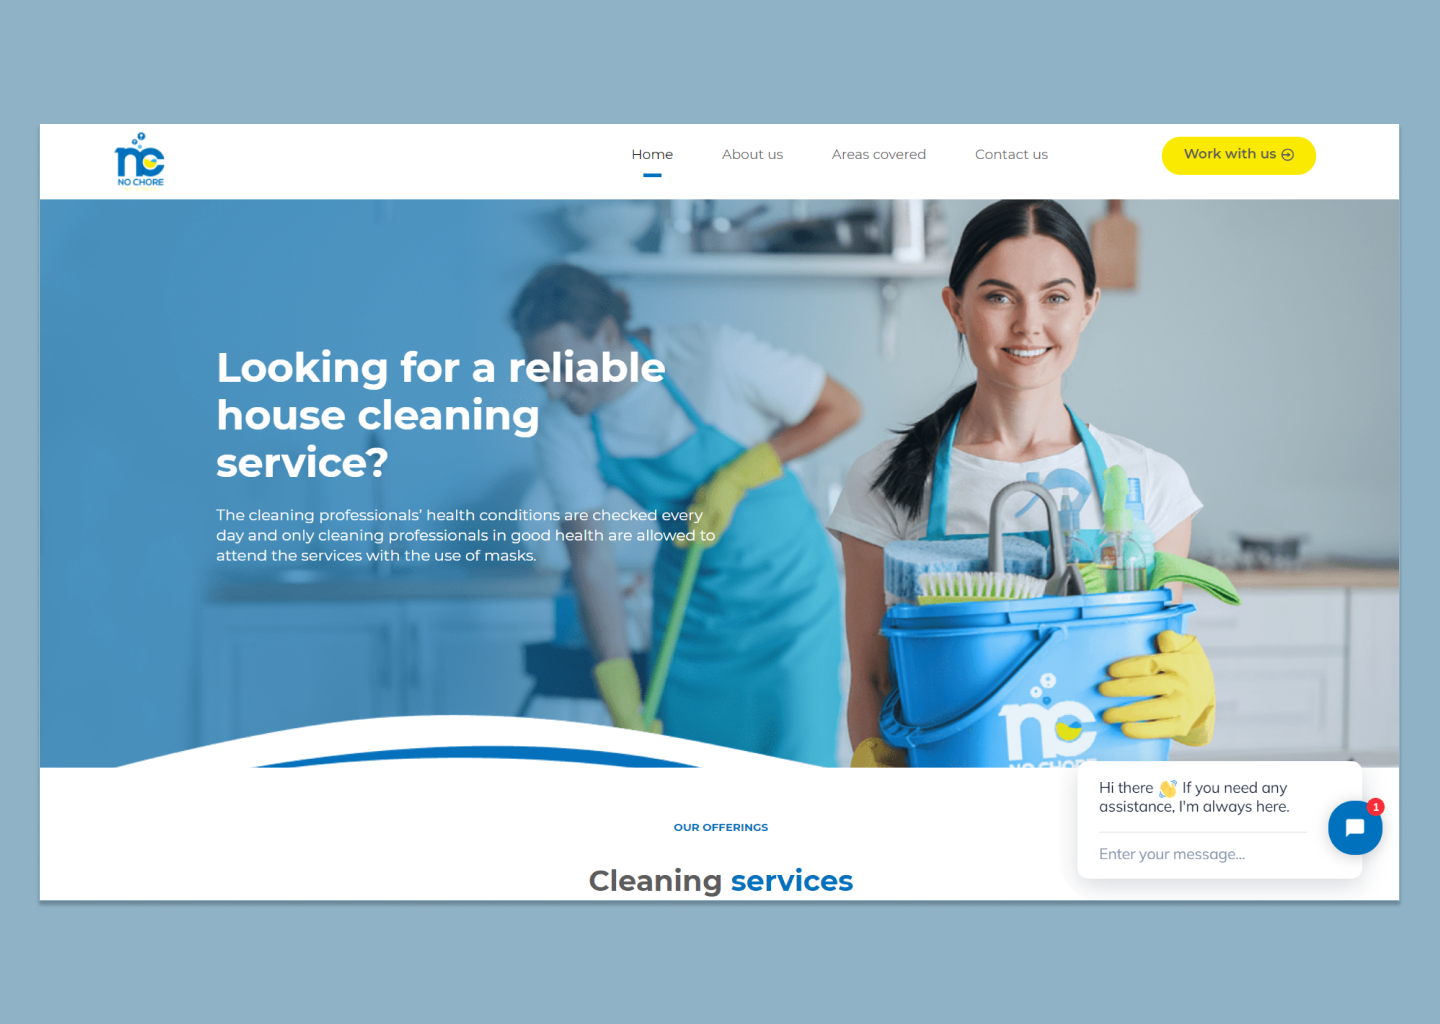 nc
NO CHORE
Home
About us
Areas covered
Contact us
Work with us
Looking for a reliable
house cleaning
service?
The cleaning professionals’ health conditions are checked every
day and only cleaning professionals in good health are allowed to
attend the services with the use of masks.
nc
NO CHORE
OUR OFFERINGS
Cleaning services
Hi there 👋 If you need any
assistance, I'm always here.
Enter your message...
1